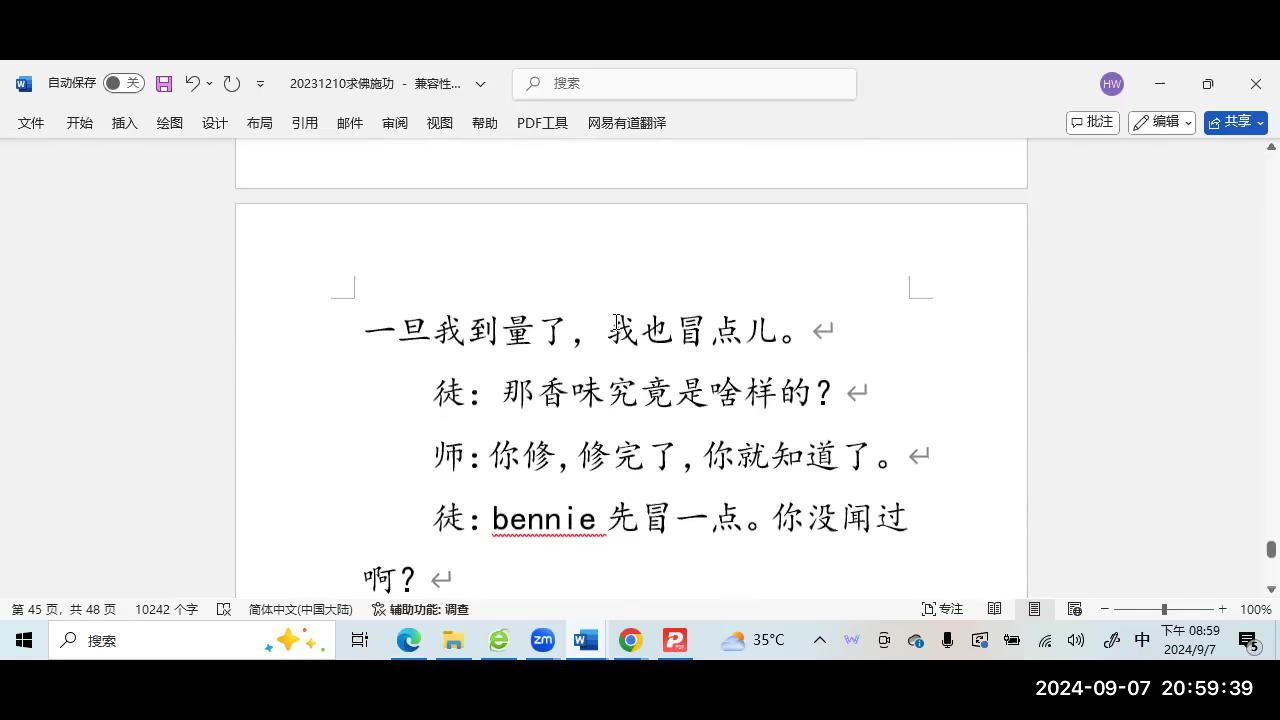 自动保存 关 20231210求佛施功 - 兼容性... 搜索 HW
文件 开始 插入 绘图 设计 布局 引用 邮件 审阅 视图 帮助 PDF工具 网易有道翻译 批注 编辑 共享
一旦我到量了，我也冒点儿。
徒：那香味究竟是啥样的？
师:你修,修完了,你就知道了。
徒：bennie 先冒一点。你没闻过
啊？
第 45 页，共 48 页 10242 个字 简体中文(中国大陆) 辅助功能: 调查 专注 100%
搜索 35°C 中 下午 08:59
2024/9/7 5
2024-09-07 20:59:39